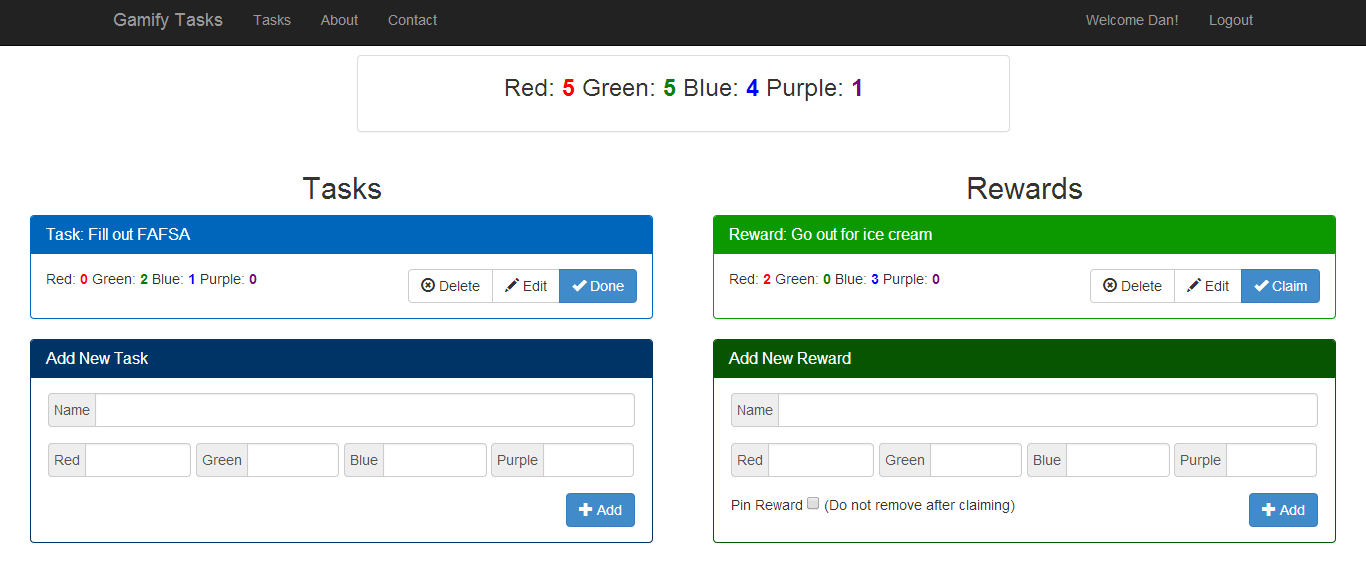 Gamify Tasks Tasks About Contact Welcome Dan! Logout
Red: 5 Green: 5 Blue: 4 Purple: 1
Tasks
Task: Fill out FAFSA
Red: 0 Green: 2 Blue: 1 Purple: 0
Delete Edit Done
Add New Task
Name
Red Green Blue Purple
Add
Rewards
Reward: Go out for ice cream
Red: 2 Green: 0 Blue: 3 Purple: 0
Delete Edit Claim
Add New Reward
Name
Red Green Blue Purple
Pin Reward (Do not remove after claiming)
Add